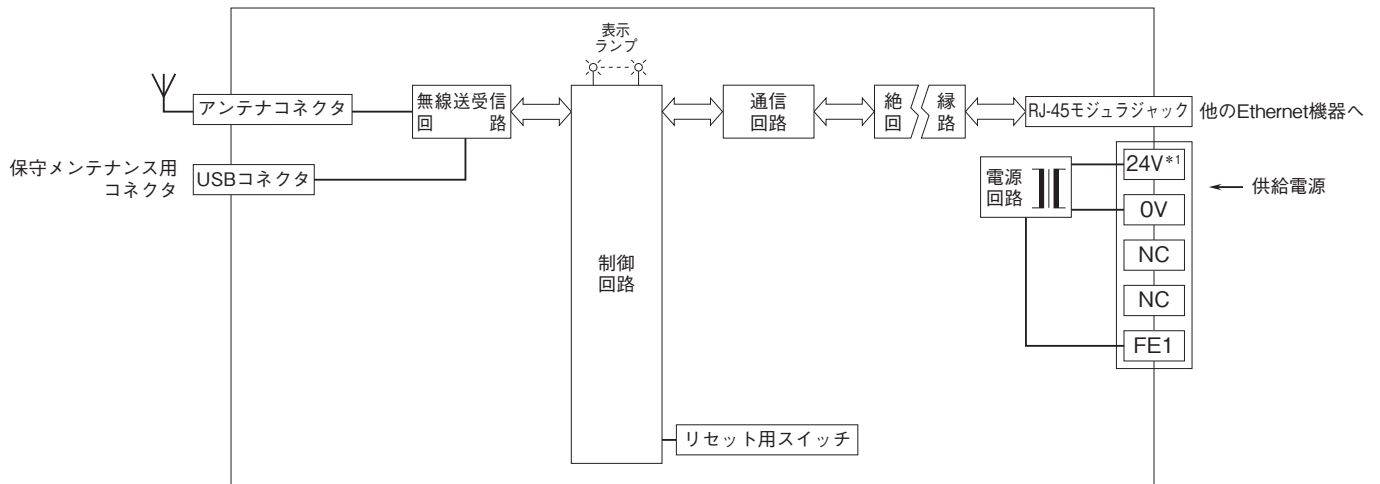 表示
ランプ
アンテナコネクタ
無線送受信
回路
通信
回路
絶縁
回路
RJ-45モジュラジャック
他のEthernet機器へ
保守メンテナンス用
コネクタ
USBコネクタ
電源
回路
24V*1
供給電源
0V
NC
NC
FE1
制御
回路
リセット用スイッチ